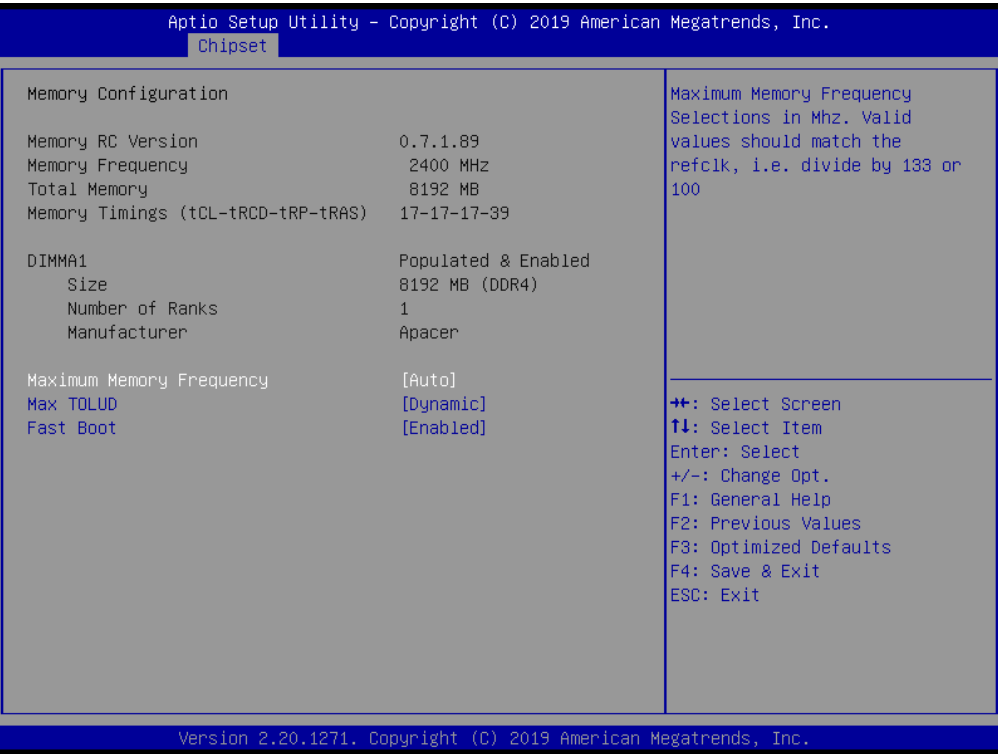 Aptio Setup Utility – Copyright (C) 2019 American Megatrends, Inc.
Chipset
Memory Configuration
Memory RC Version 0.7.1.89
Memory Frequency 2400 MHz
Total Memory 8192 MB
Memory Timings (tCL-tRCD-tRP-tRAS) 17-17-17-39
DIMMA1 Populated & Enabled
Size 8192 MB (DDR4)
Number of Ranks 1
Manufacturer Apacer
Maximum Memory Frequency [Auto]
Max TOLUD [Dynamic]
Fast Boot [Enabled]
Maximum Memory Frequency
Selections in Mhz. Valid
values should match the
refclk, i.e. divide by 133 or
100
→←: Select Screen
↑↓: Select Item
Enter: Select
+/-: Change Opt.
F1: General Help
F2: Previous Values
F3: Optimized Defaults
F4: Save & Exit
ESC: Exit
Version 2.20.1271. Copyright (C) 2019 American Megatrends, Inc.